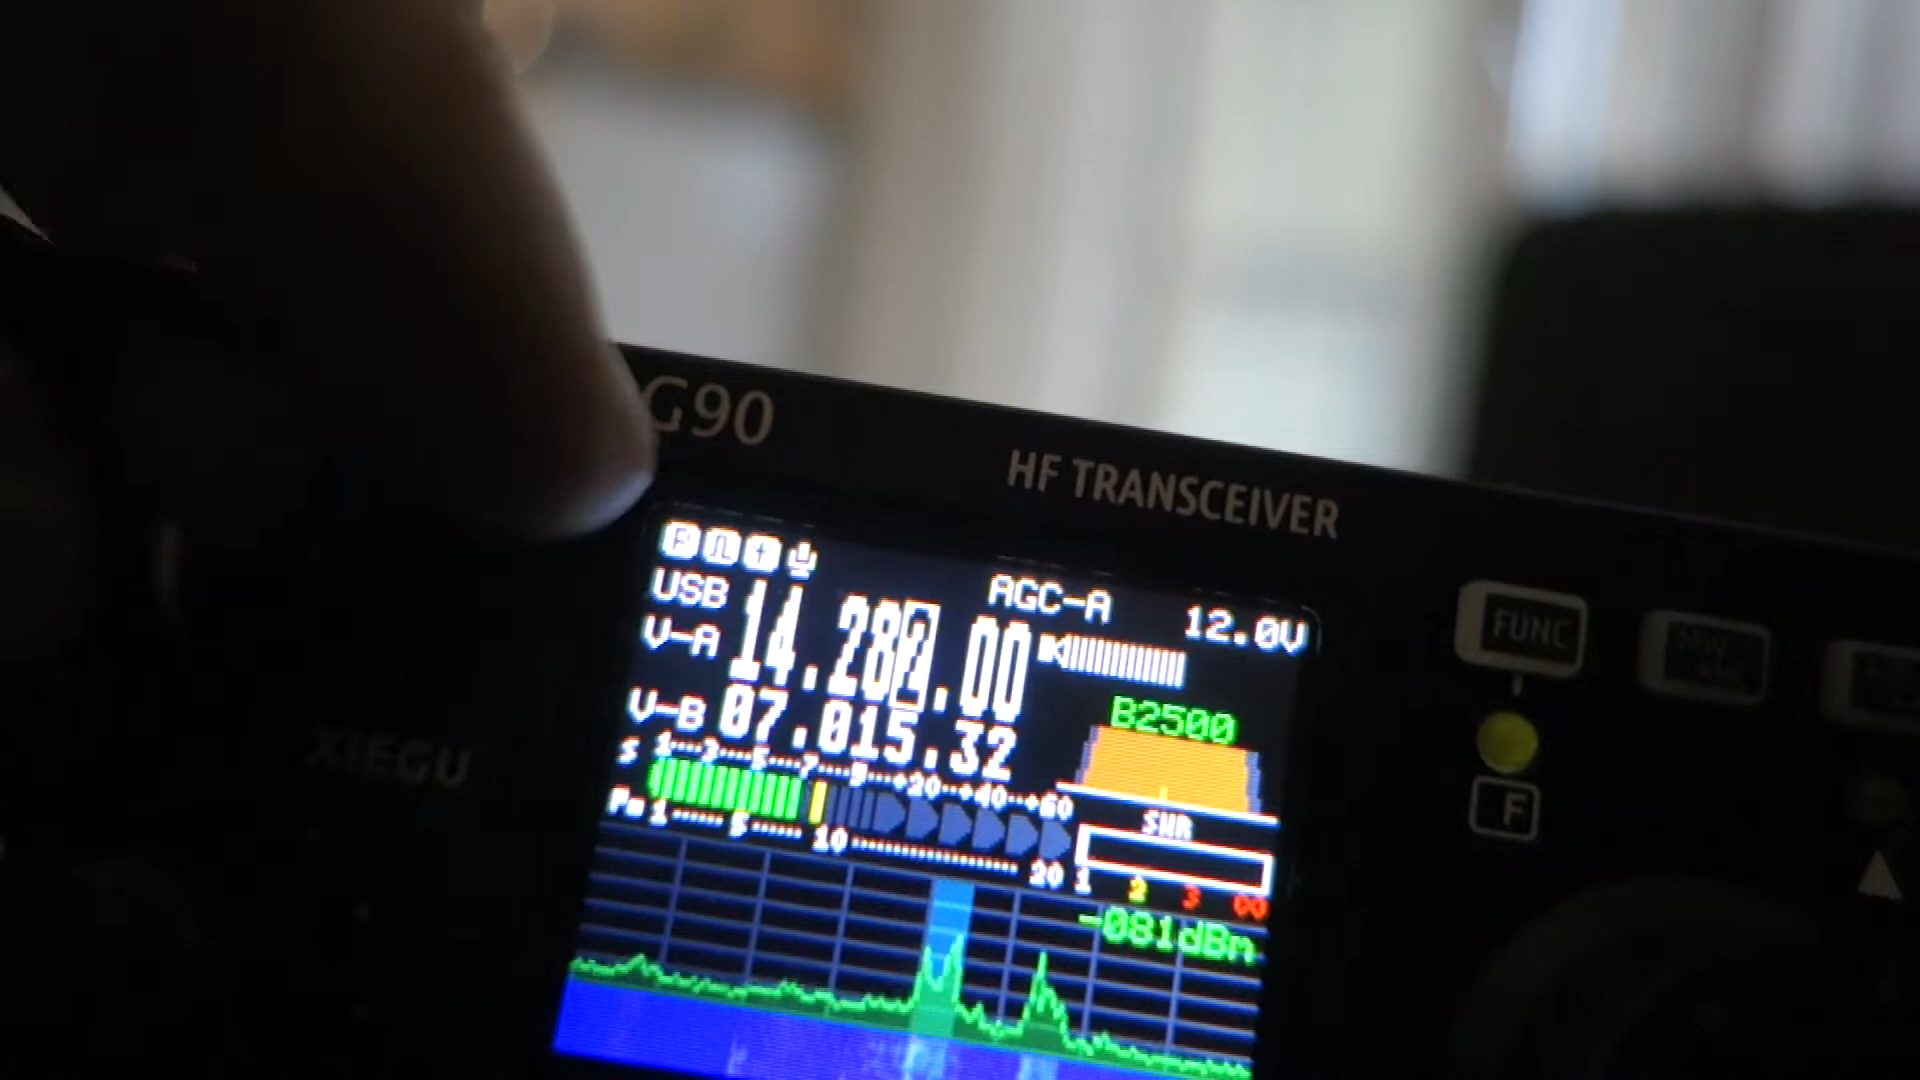 G90
HF TRANSCEIVER
P
USB
AGC-A
12.0V
V-A
14.282.00
V-B
07.015.32
B2500
S 1 3 5 7 9 +20 +40 +60
Po 1 5 10 20
SWR
1 2 3 ∞
-081dBm
XIEGU
FUNC
F